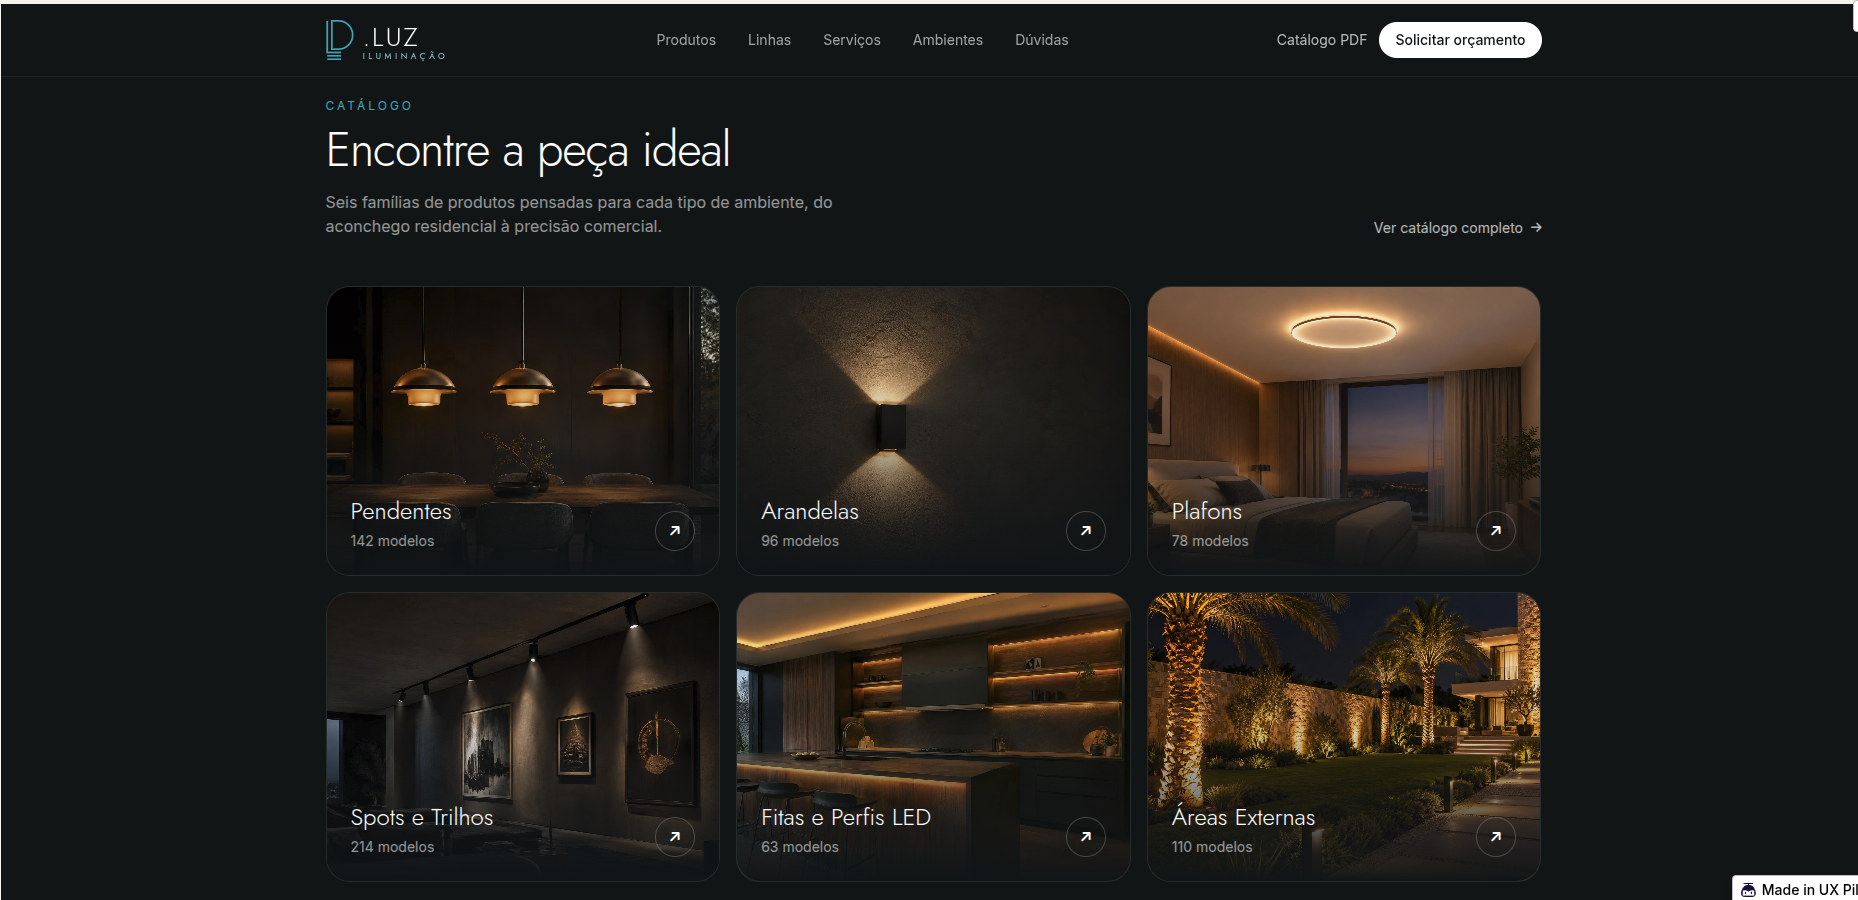 D .LUZ
ILUMINAÇÃO
Produtos
Linhas
Serviços
Ambientes
Dúvidas
Catálogo PDF
Solicitar orçamento
CATÁLOGO
Encontre a peça ideal
Seis famílias de produtos pensadas para cada tipo de ambiente, do
aconchego residencial à precisão comercial.
Ver catálogo completo →
Pendentes
142 modelos
Arandelas
96 modelos
Plafons
78 modelos
Spots e Trilhos
214 modelos
Fitas e Perfis LED
63 modelos
Áreas Externas
110 modelos
Made in UX Pil